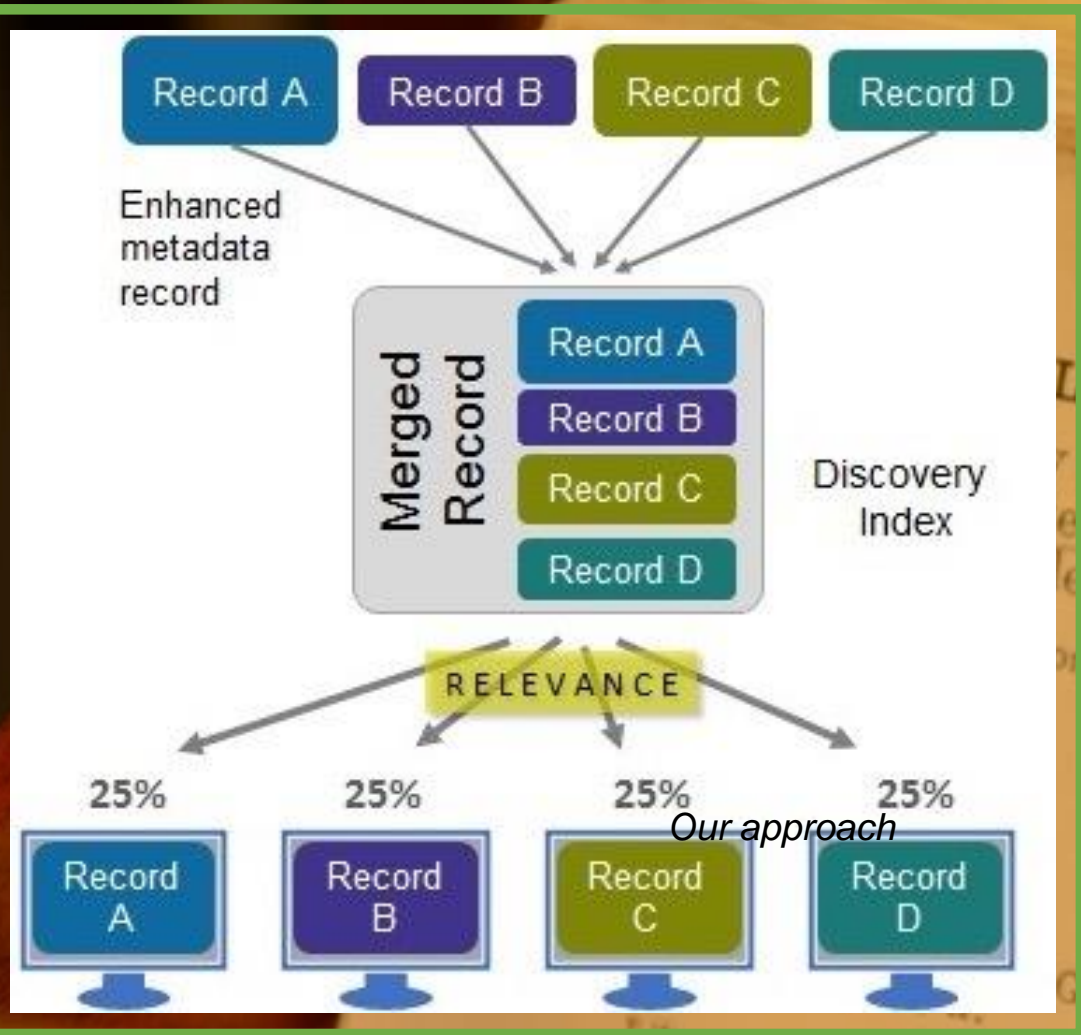 Record A
Record B
Record C
Record D
Enhanced
metadata
record
Merged
Record
Record A
Record B
Record C
Record D
Discovery
Index
RELEVANCE
25%
25%
25%
25%
Our approach
Record
A
Record
B
Record
C
Record
D